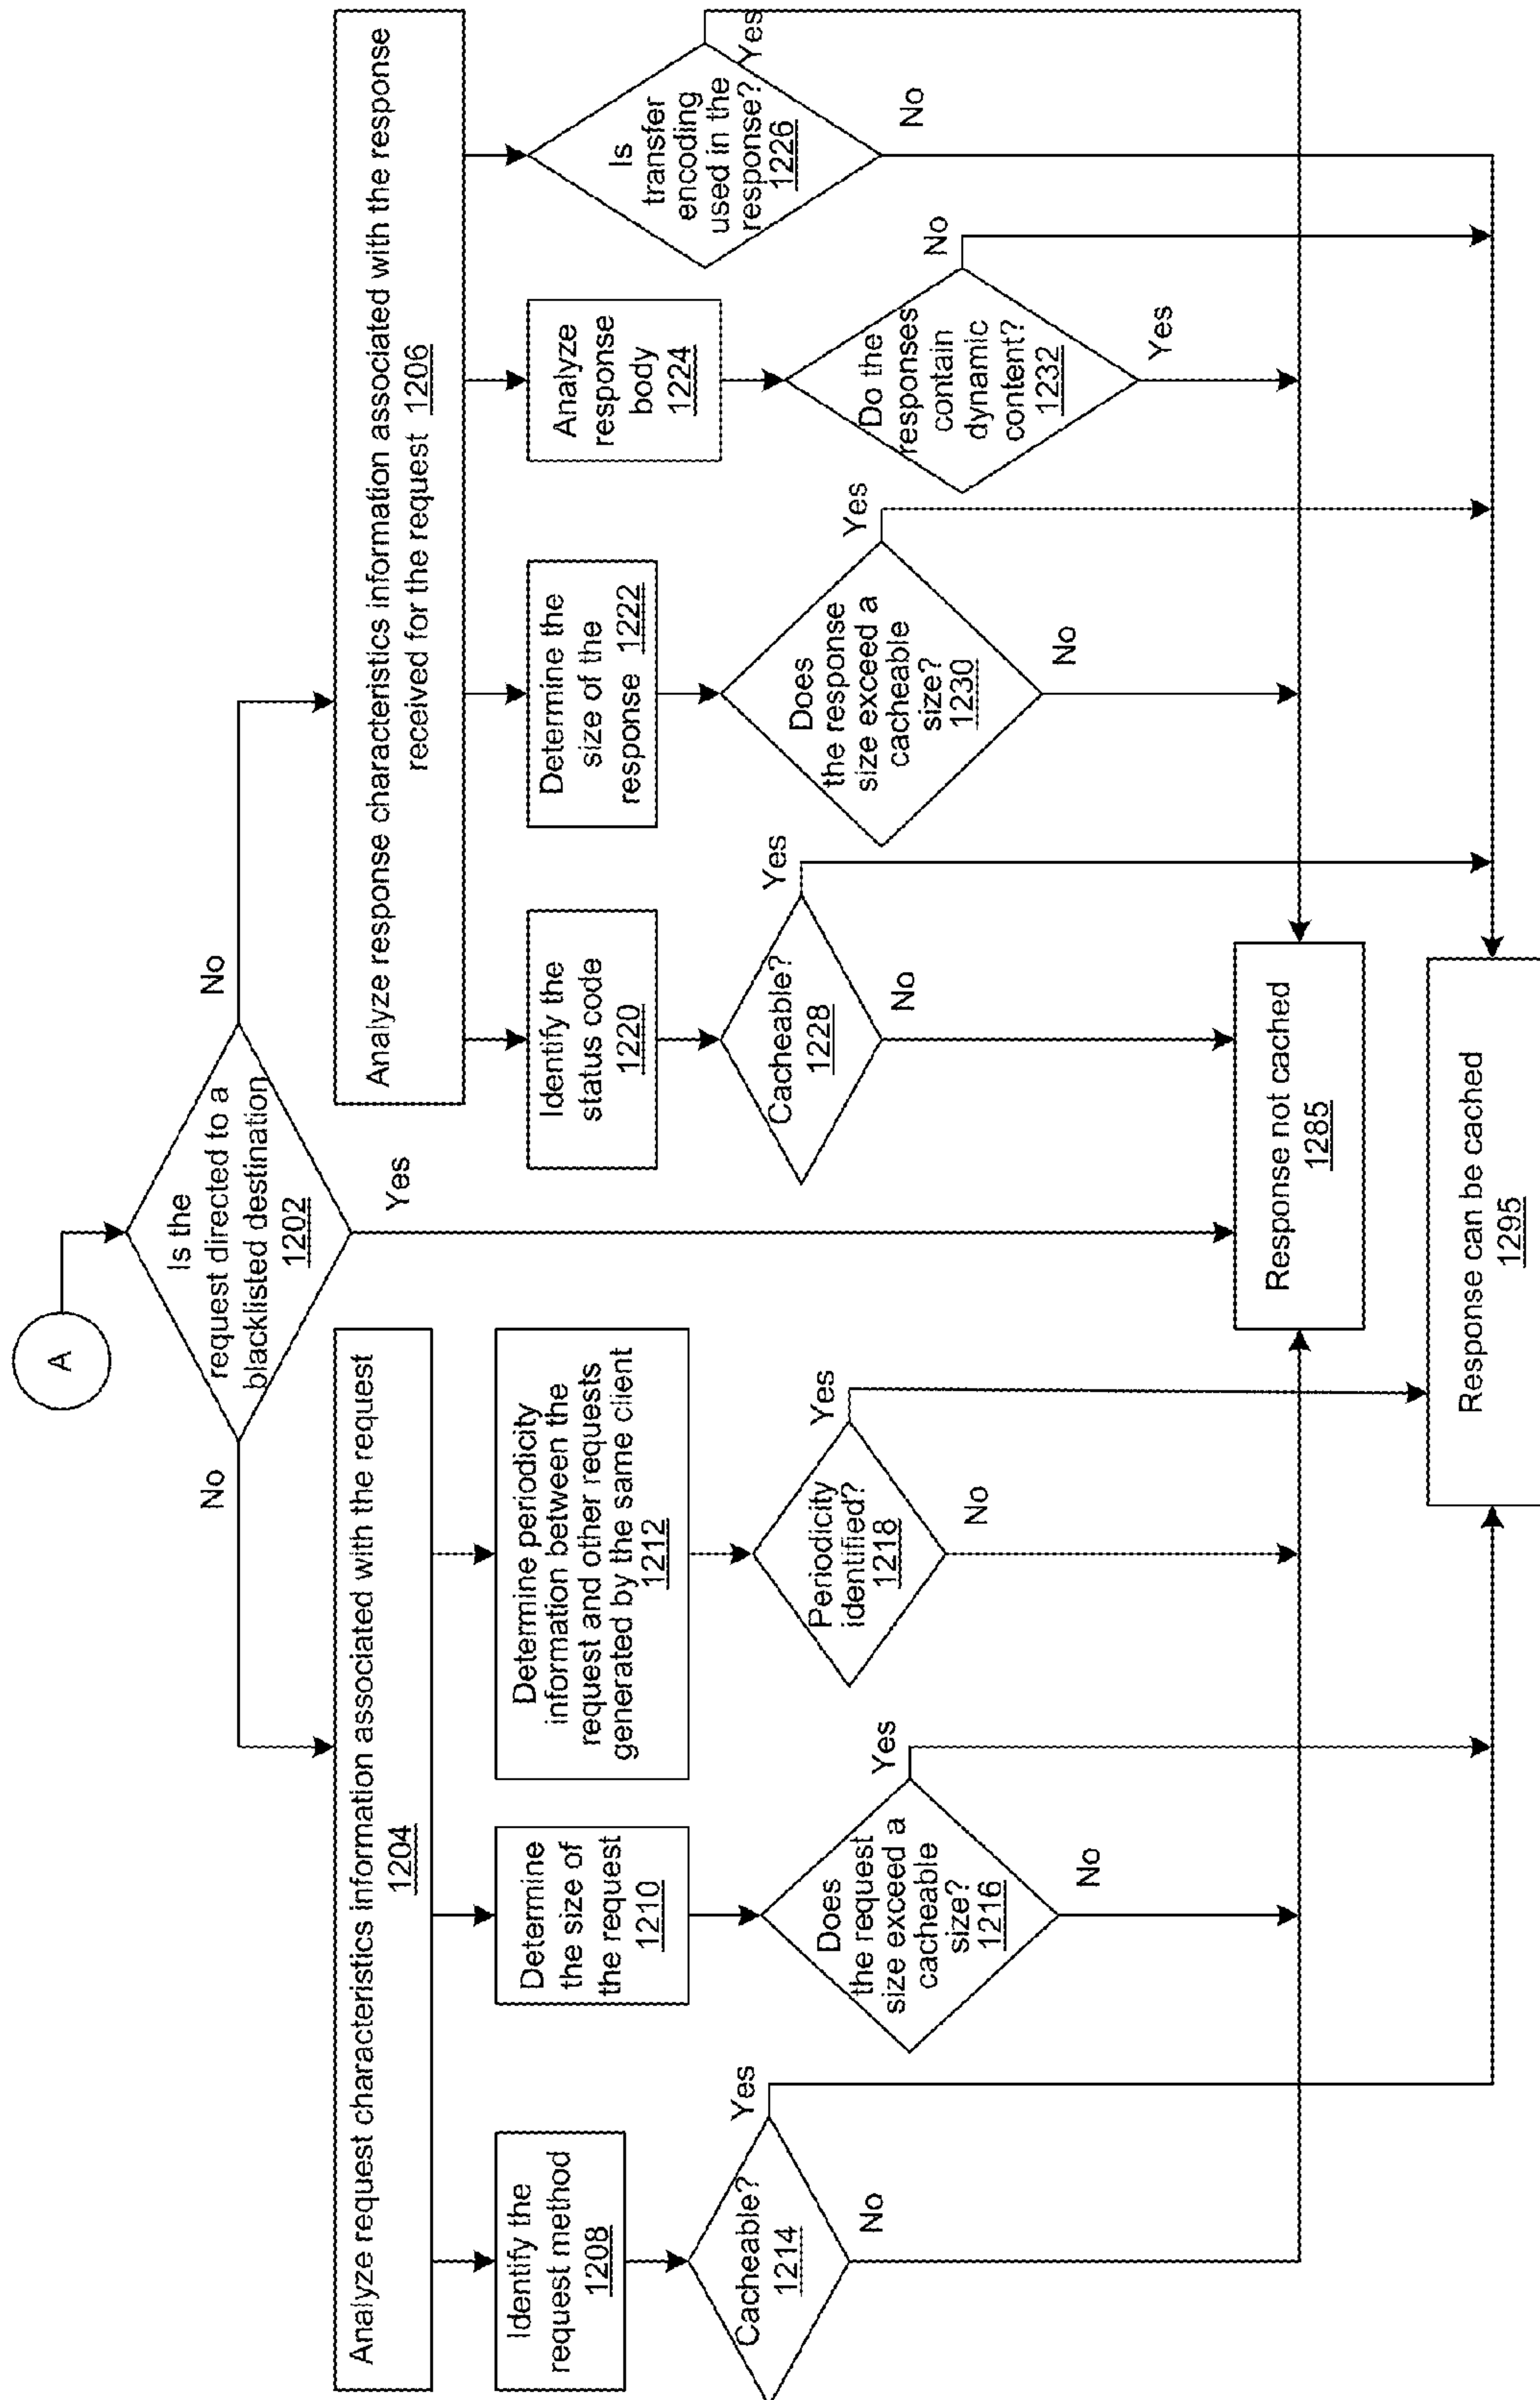 A
Is the
request directed to a
blacklisted destination
1202
No
No
Yes
Analyze request characteristics information associated with the request
1204
Analyze response characteristics information associated with the response
received for the request 1206
Identify the
request method
1208
Determine
the size of
the request
1210
Determine periodicity
information between the
request and other requests
generated by the same client
1212
Identify the
status code
1220
Determine the
size of the
response 1222
Analyze
response
body
1224
Is
transfer
encoding
used in the
response?
1226
Yes
No
Cacheable?
1214
Yes
No
Does
the request
size exceed a
cacheable
size?
1216
Yes
No
Periodicity
identified?
1218
Yes
No
Cacheable?
1228
Yes
No
Does
the response
size exceed a
cacheable
size?
1230
Yes
No
Do the
responses
contain
dynamic
content?
1232
No
Yes
Response not cached
1285
Response can be cached
1295